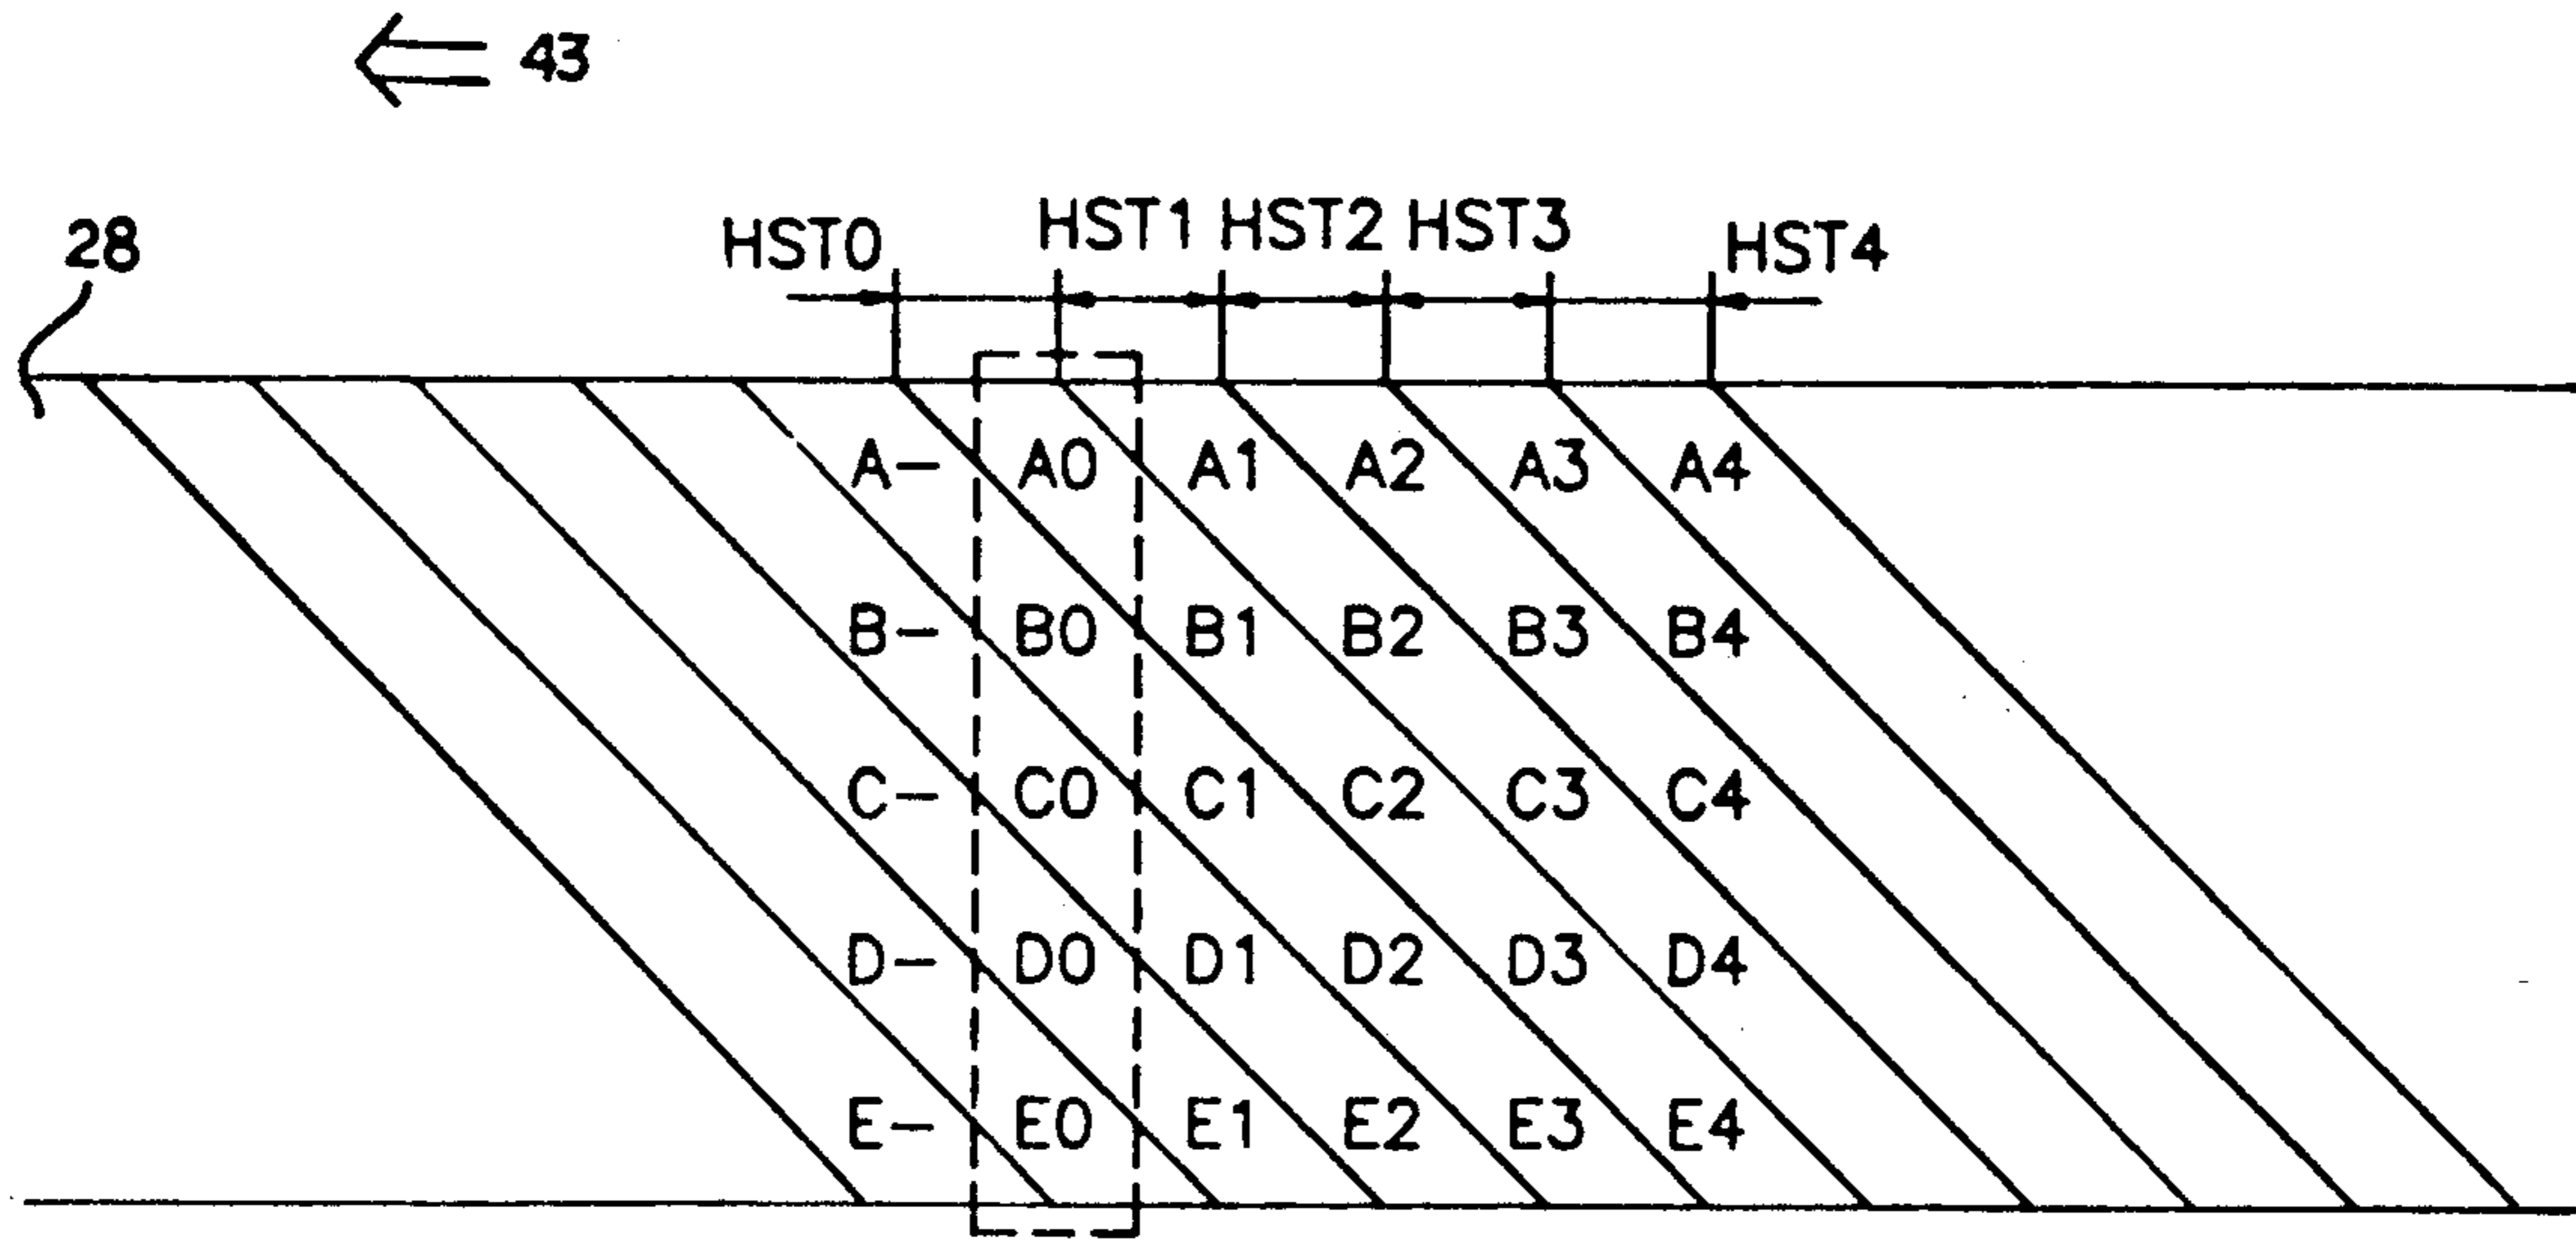 43
28
HST0 HST1 HST2 HST3 HST4
A- A0 A1 A2 A3 A4
B- B0 B1 B2 B3 B4
C- C0 C1 C2 C3 C4
D- D0 D1 D2 D3 D4
E- E0 E1 E2 E3 E4